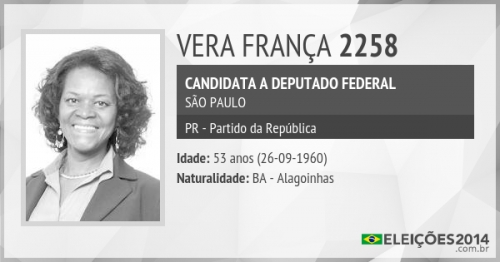 VERA FRANÇA 2258
CANDIDATA A DEPUTADO FEDERAL
SÃO PAULO
PR - Partido da República
Idade: 53 anos (26-09-1960)
Naturalidade: BA - Alagoinhas
ELEIÇÕES2014
.com.br